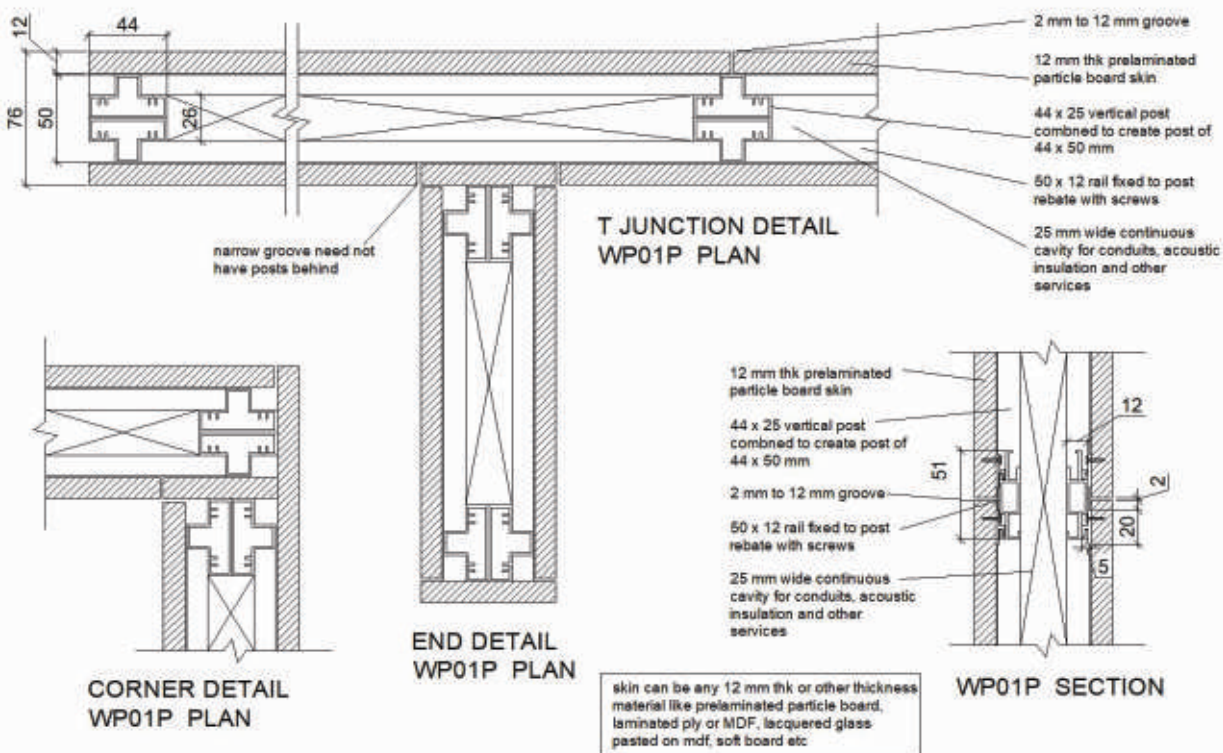 12
44
76
50
26
2 mm to 12 mm groove
12 mm thk prelaminated
particle board skin
44 x 25 vertical post
combned to create post of
44 x 50 mm
50 x 12 rail fixed to post
rebate with screws
25 mm wide continuous
cavity for conduits, acoustic
insulation and other
services
T JUNCTION DETAIL
WP01P PLAN
narrow groove need not
have posts behind
CORNER DETAIL
WP01P PLAN
END DETAIL
WP01P PLAN
12 mm thk prelaminated
particle board skin
44 x 25 vertical post
combned to create post of
44 x 50 mm
2 mm to 12 mm groove
50 x 12 rail fixed to post
rebate with screws
25 mm wide continuous
cavity for conduits, acoustic
insulation and other
services
51
12
2
20
5
WP01P SECTION
skin can be any 12 mm thk or other thickness
material like prelaminated particle board,
laminated ply or MDF, lacquered glass
pasted on mdf, soft board etc